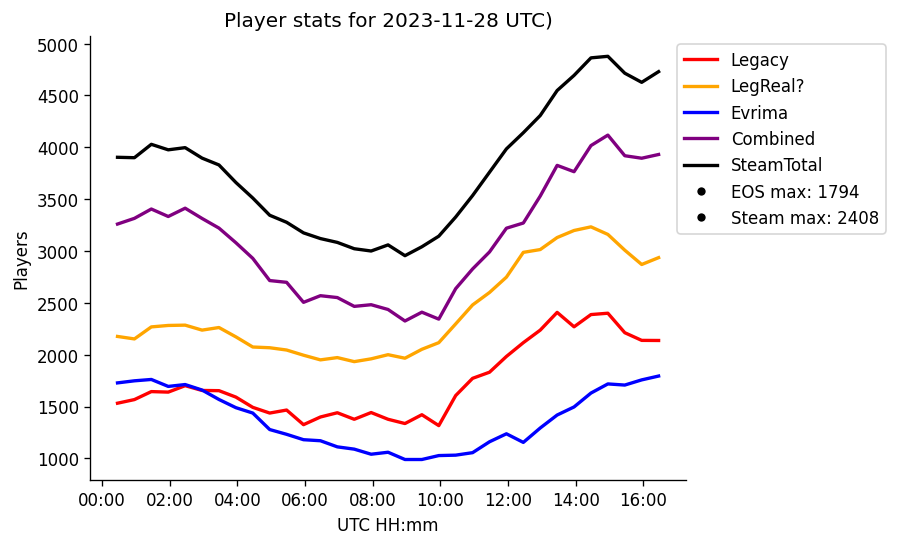 Player stats for 2023-11-28 UTC)
5000
4500
4000
3500
3000
2500
2000
1500
1000
Players
00:00 02:00 04:00 06:00 08:00 10:00 12:00 14:00 16:00
UTC HH:mm
Legacy
LegReal?
Evrima
Combined
SteamTotal
EOS max: 1794
Steam max: 2408